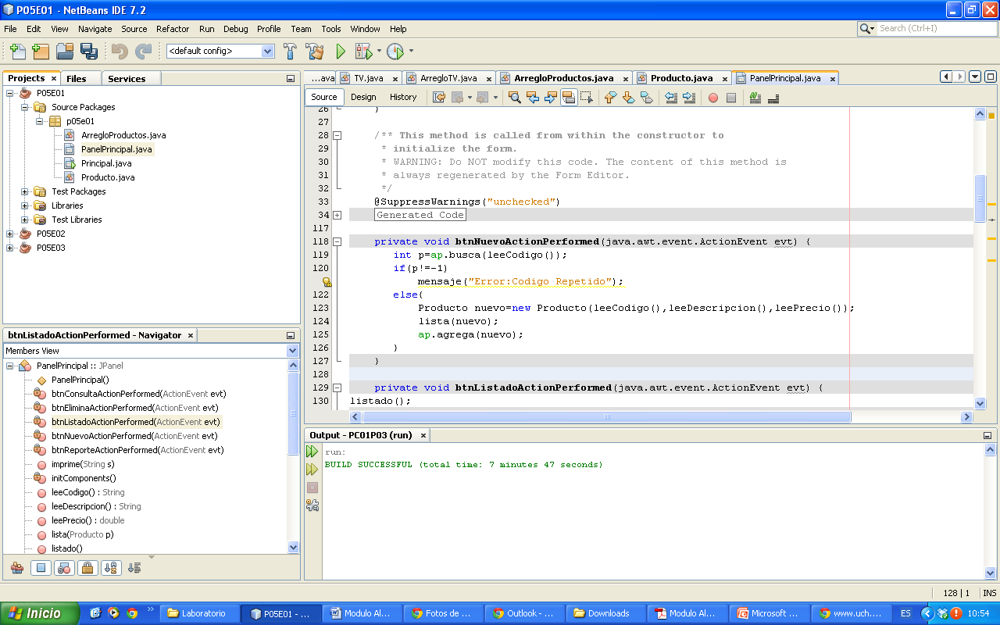 P05E01 - NetBeans IDE 7.2
File Edit View Navigate Source Refactor Run Debug Profile Team Tools Window Help
Search (Ctrl+I)
<default config>
Projects Files Services
P05E01
Source Packages
p05e01
ArregloProductos.java
PanelPrincipal.java
Principal.java
Producto.java
Test Packages
Libraries
Test Libraries
P05E02
P05E03
btnListadoActionPerformed - Navigator
Members View
PanelPrincipal :: JPanel
PanelPrincipal()
btnConsultaActionPerformed(ActionEvent evt)
btnEliminaActionPerformed(ActionEvent evt)
btnListadoActionPerformed(ActionEvent evt)
btnNuevoActionPerformed(ActionEvent evt)
btnReporteActionPerformed(ActionEvent evt)
imprime(String s)
initComponents()
leeCodigo() : String
leeDescripcion() : String
leePrecio() : double
lista(Producto p)
listado()
...ava TV.java ArregloTV.java ArregloProductos.java Producto.java PanelPrincipal.java
Source Design History
26 }
27
28 /** This method is called from within the constructor to
29 * initialize the form.
30 * WARNING: Do NOT modify this code. The content of this method is
31 * always regenerated by the Form Editor.
32 */
33 @SuppressWarnings("unchecked")
34 Generated Code
117
118 private void btnNuevoActionPerformed(java.awt.event.ActionEvent evt) {
119 int p=ap.busca(leeCodigo());
120 if(p!=-1)
mensaje("Error:Codigo Repetido");
122 else{
123 Producto nuevo=new Producto(leeCodigo(),leeDescripcion(),leePrecio());
124 lista(nuevo);
125 ap.agrega(nuevo);
126 }
127 }
128
129 private void btnListadoActionPerformed(java.awt.event.ActionEvent evt) {
130 listado();
Output - PC01P03 (run)
run:
BUILD SUCCESSFUL (total time: 7 minutes 47 seconds)
128 | 1 INS
Inicio
Laboratorio
P05E01 - ...
Modulo Al...
Fotos de ...
Outlook - ...
Downloads
Modulo Al...
Microsoft ...
www.uch....
ES
10:54